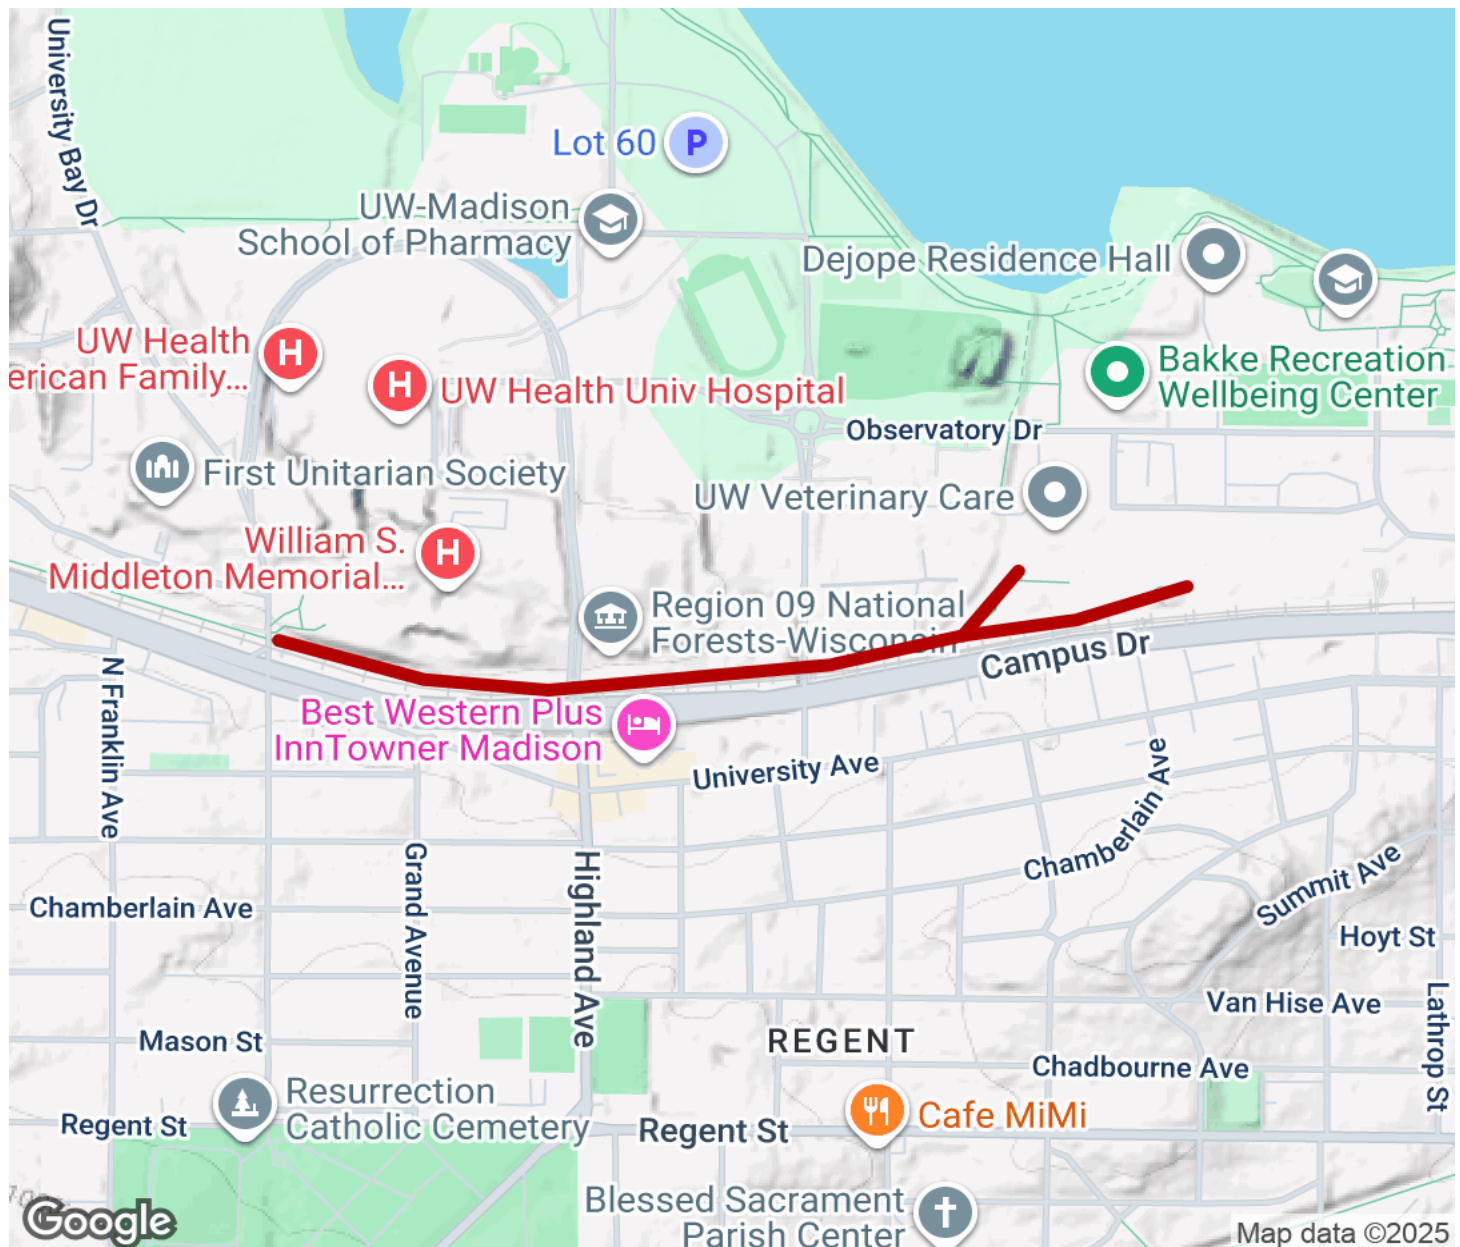 University Bay Dr
Lot 60
P
UW-Madison
School of Pharmacy
Dejope Residence Hall
UW Health
erican Family...
H
H
UW Health Univ Hospital
Bakke Recreation
Wellbeing Center
Observatory Dr
First Unitarian Society
UW Veterinary Care
William S.
Middleton Memorial...
H
Region 09 National
Forests-Wisconsin
Campus Dr
N Franklin Ave
Best Western Plus
InnTowner Madison
University Ave
Chamberlain Ave
Grand Avenue
Highland Ave
Summit Ave
Chamberlain Ave
Hoyt St
Van Hise Ave
Lathrop St
Mason St
REGENT
Chadbourne Ave
Resurrection
Catholic Cemetery
Regent St
Regent St
Cafe MiMi
Blessed Sacrament
Parish Center
Google
Map data ©2025